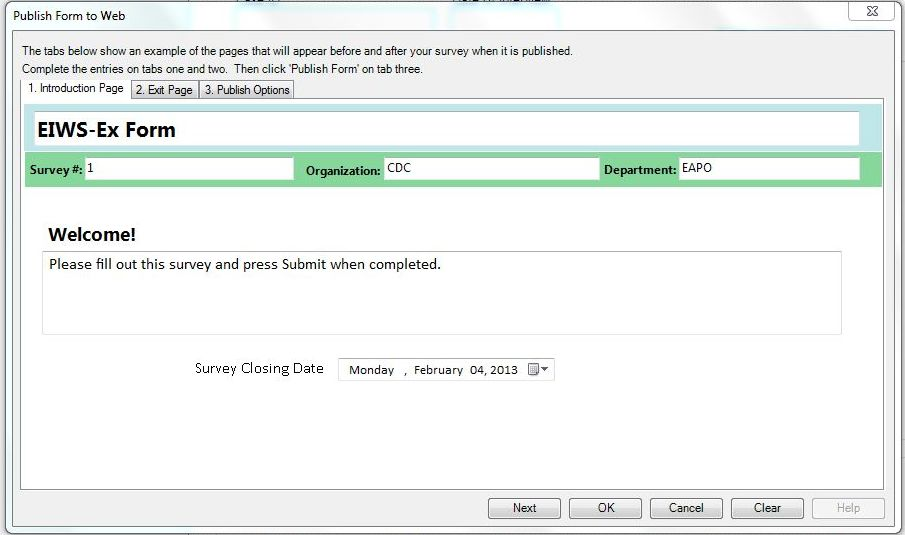 Publish Form to Web
The tabs below show an example of the pages that will appear before and after your survey when it is published.
Complete the entries on tabs one and two. Then click 'Publish Form' on tab three.
1. Introduction Page 2. Exit Page 3. Publish Options
EIWS-Ex Form
Survey #: 1 Organization: CDC Department: EAPO
Welcome!
Please fill out this survey and press Submit when completed.
Survey Closing Date Monday , February 04, 2013
Next OK Cancel Clear Help